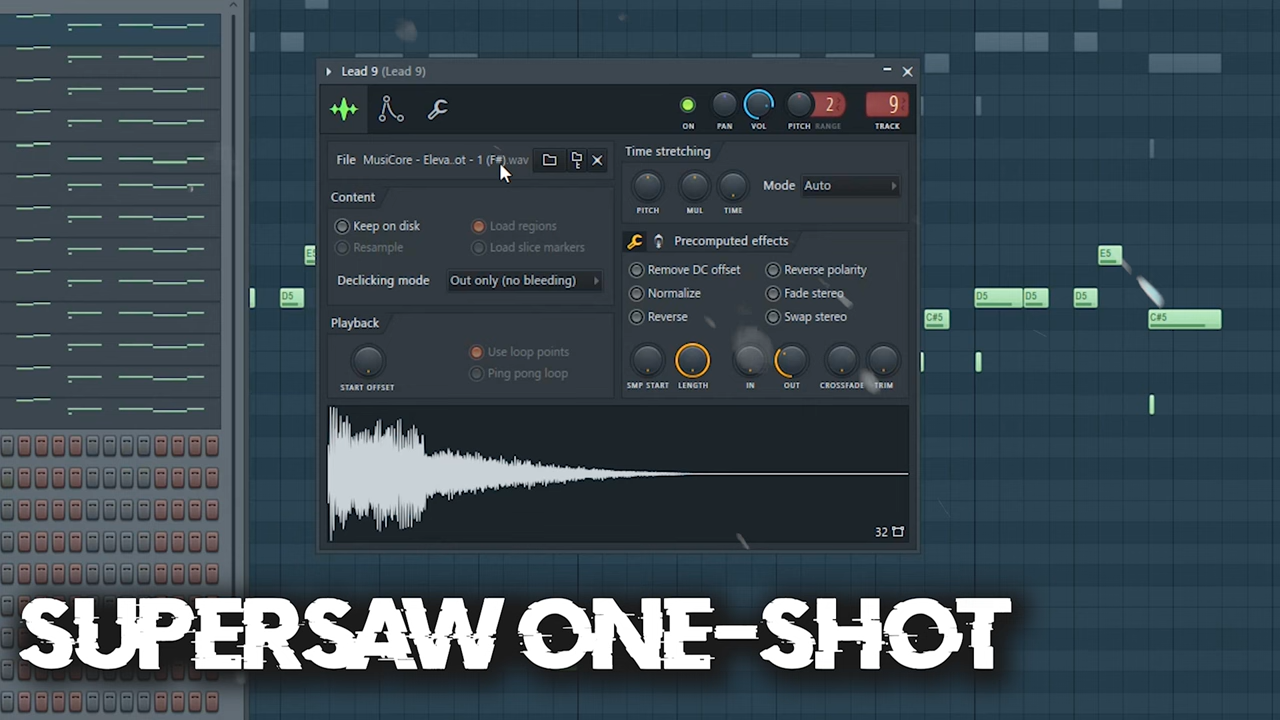 Lead 9 (Lead 9)
2
9
ON PAN VOL PITCH RANGE TRACK
File MusiCore - Eleva..ot - 1 (F#).wav
Time stretching
PITCH MUL TIME
Mode Auto
Content
Keep on disk Load regions
Resample Load slice markers
Declicking mode Out only (no bleeding)
Precomputed effects
Remove DC offset Reverse polarity
Normalize Fade stereo
Reverse Swap stereo
Playback
Use loop points
Ping pong loop
START OFFSET
SMP START LENGTH IN OUT CROSSFADE TRIM
32
D5
C#5
D5
D5
D5
E5
C#5
SUPERSAW ONE-SHOT